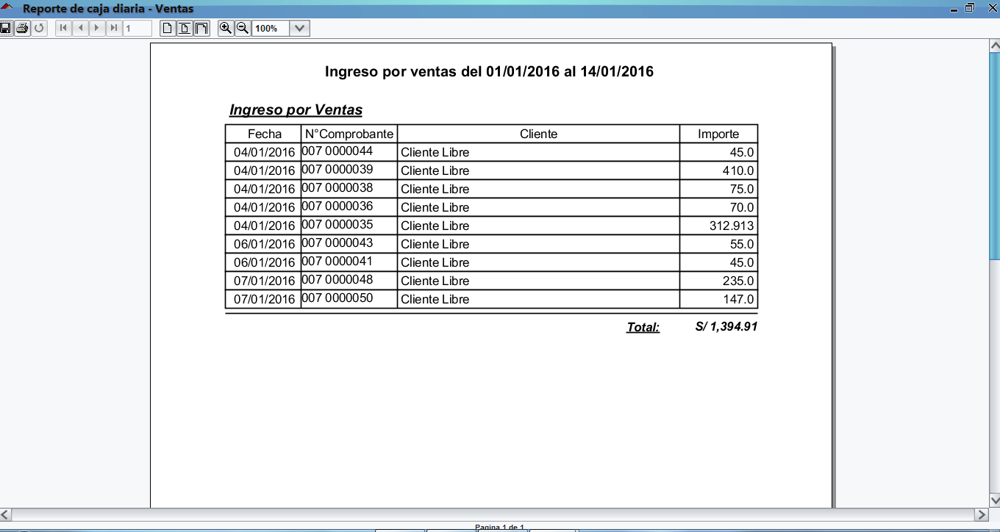 Reporte de caja diaria - Ventas
1 100%
Ingreso por ventas del 01/01/2016 al 14/01/2016
Ingreso por Ventas
Fecha N°Comprobante Cliente Importe
04/01/2016 007 0000044 Cliente Libre 45.0
04/01/2016 007 0000039 Cliente Libre 410.0
04/01/2016 007 0000038 Cliente Libre 75.0
04/01/2016 007 0000036 Cliente Libre 70.0
04/01/2016 007 0000035 Cliente Libre 312.913
06/01/2016 007 0000043 Cliente Libre 55.0
06/01/2016 007 0000041 Cliente Libre 45.0
07/01/2016 007 0000048 Cliente Libre 235.0
07/01/2016 007 0000050 Cliente Libre 147.0
Total: S/ 1,394.91
Pagina 1 de 1